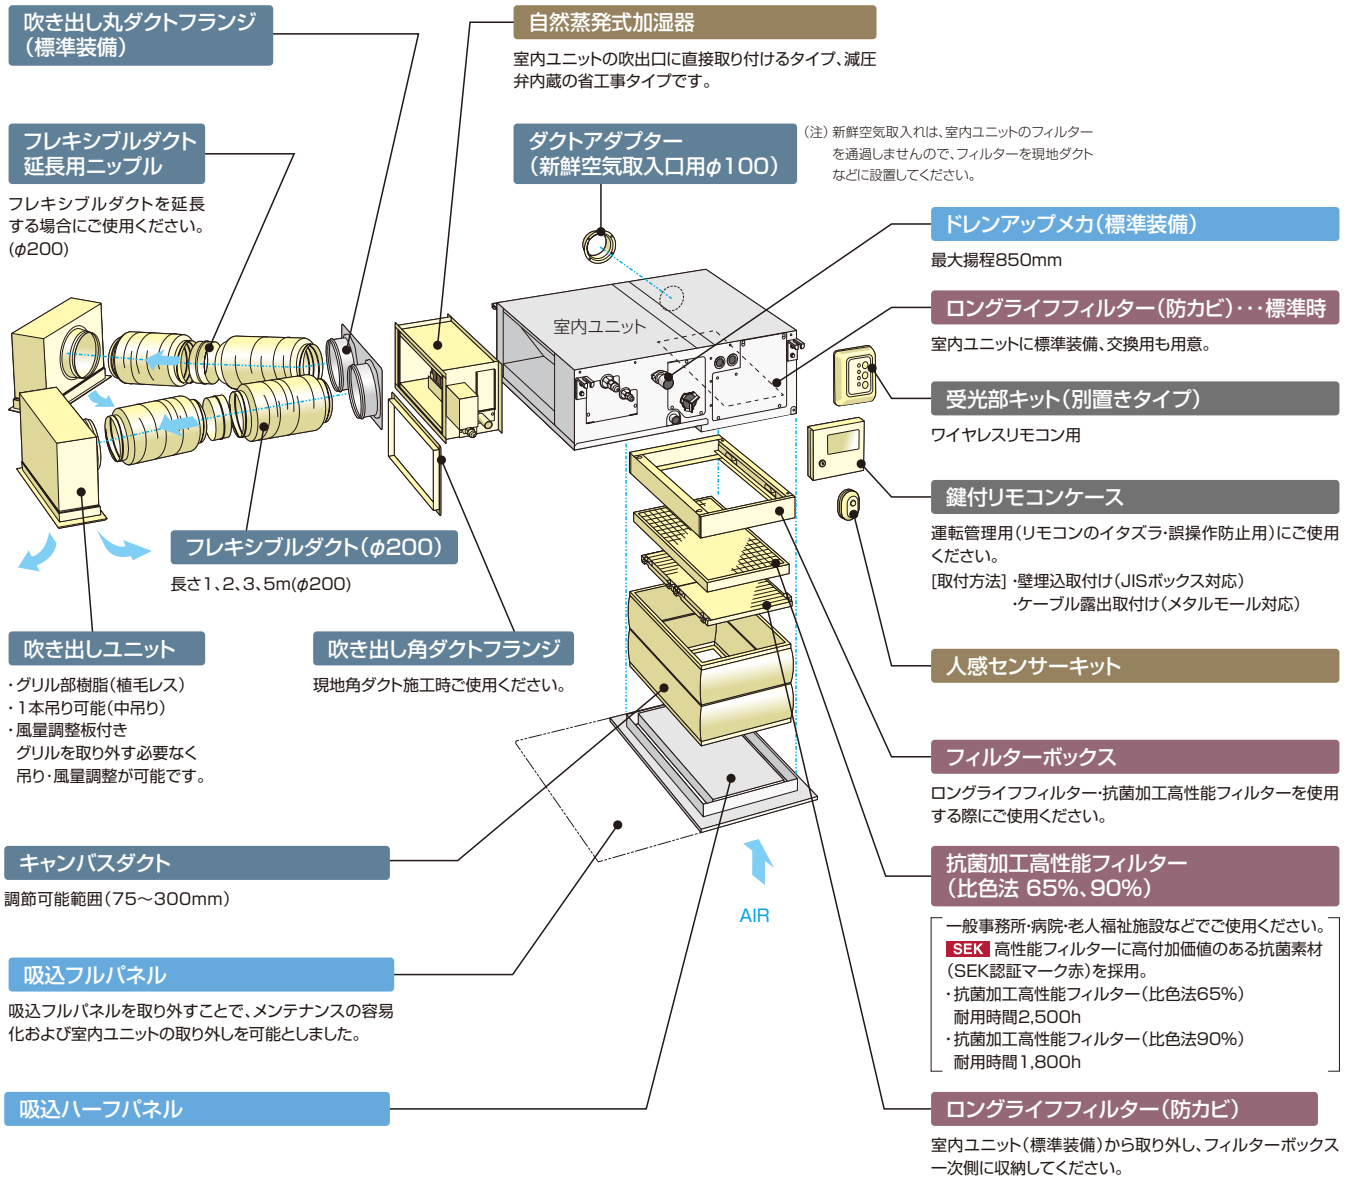 吹き出し丸ダクトフランジ
（標準装備）
自然蒸発式加湿器
室内ユニットの吹出口に直接取り付けるタイプ、減圧
弁内蔵の省工事タイプです。
フレキシブルダクト
延長用ニップル
フレキシブルダクトを延長
する場合にご使用ください。
(φ200)
ダクトアダプター
（新鮮空気取入口用φ100）
（注）新鮮空気取入れは、室内ユニットのフィルター
を通過しませんので、フィルターを現地ダクト
などに設置してください。
ドレンアップメカ（標準装備）
最大揚程850mm
ロングライフフィルター（防カビ）･･･標準時
室内ユニットに標準装備、交換用も用意。
室内ユニット
受光部キット（別置きタイプ）
ワイヤレスリモコン用
鍵付リモコンケース
運転管理用（リモコンのイタズラ・誤操作防止用）にご使用
ください。
[取付方法]・壁埋込取付け（JISボックス対応）
・ケーブル露出取付け（メタルモール対応）
フレキシブルダクト（φ200）
長さ1、2、3、5m(φ200)
吹き出しユニット
・グリル部樹脂（植毛レス）
・1本吊り可能（中吊り）
・風量調整板付き
グリルを取り外す必要なく
吊り・風量調整が可能です。
吹き出し角ダクトフランジ
現地角ダクト施工時ご使用ください。
人感センサーキット
フィルターボックス
ロングライフフィルター・抗菌加工高性能フィルターを使用
する際にご使用ください。
キャンバスダクト
調節可能範囲（75～300mm）
抗菌加工高性能フィルター
（比色法 65%、90%）
一般事務所・病院・老人福祉施設などでご使用ください。
SEK 高性能フィルターに高付加価値のある抗菌素材
（SEK認証マーク赤）を採用。
・抗菌加工高性能フィルター（比色法65%）
耐用時間2,500h
・抗菌加工高性能フィルター（比色法90%）
耐用時間1,800h
AIR
吸込フルパネル
吸込フルパネルを取り外すことで、メンテナンスの容易
化および室内ユニットの取り外しを可能としました。
吸込ハーフパネル
ロングライフフィルター（防カビ）
室内ユニット（標準装備）から取り外し、フィルターボックス
一次側に収納してください。